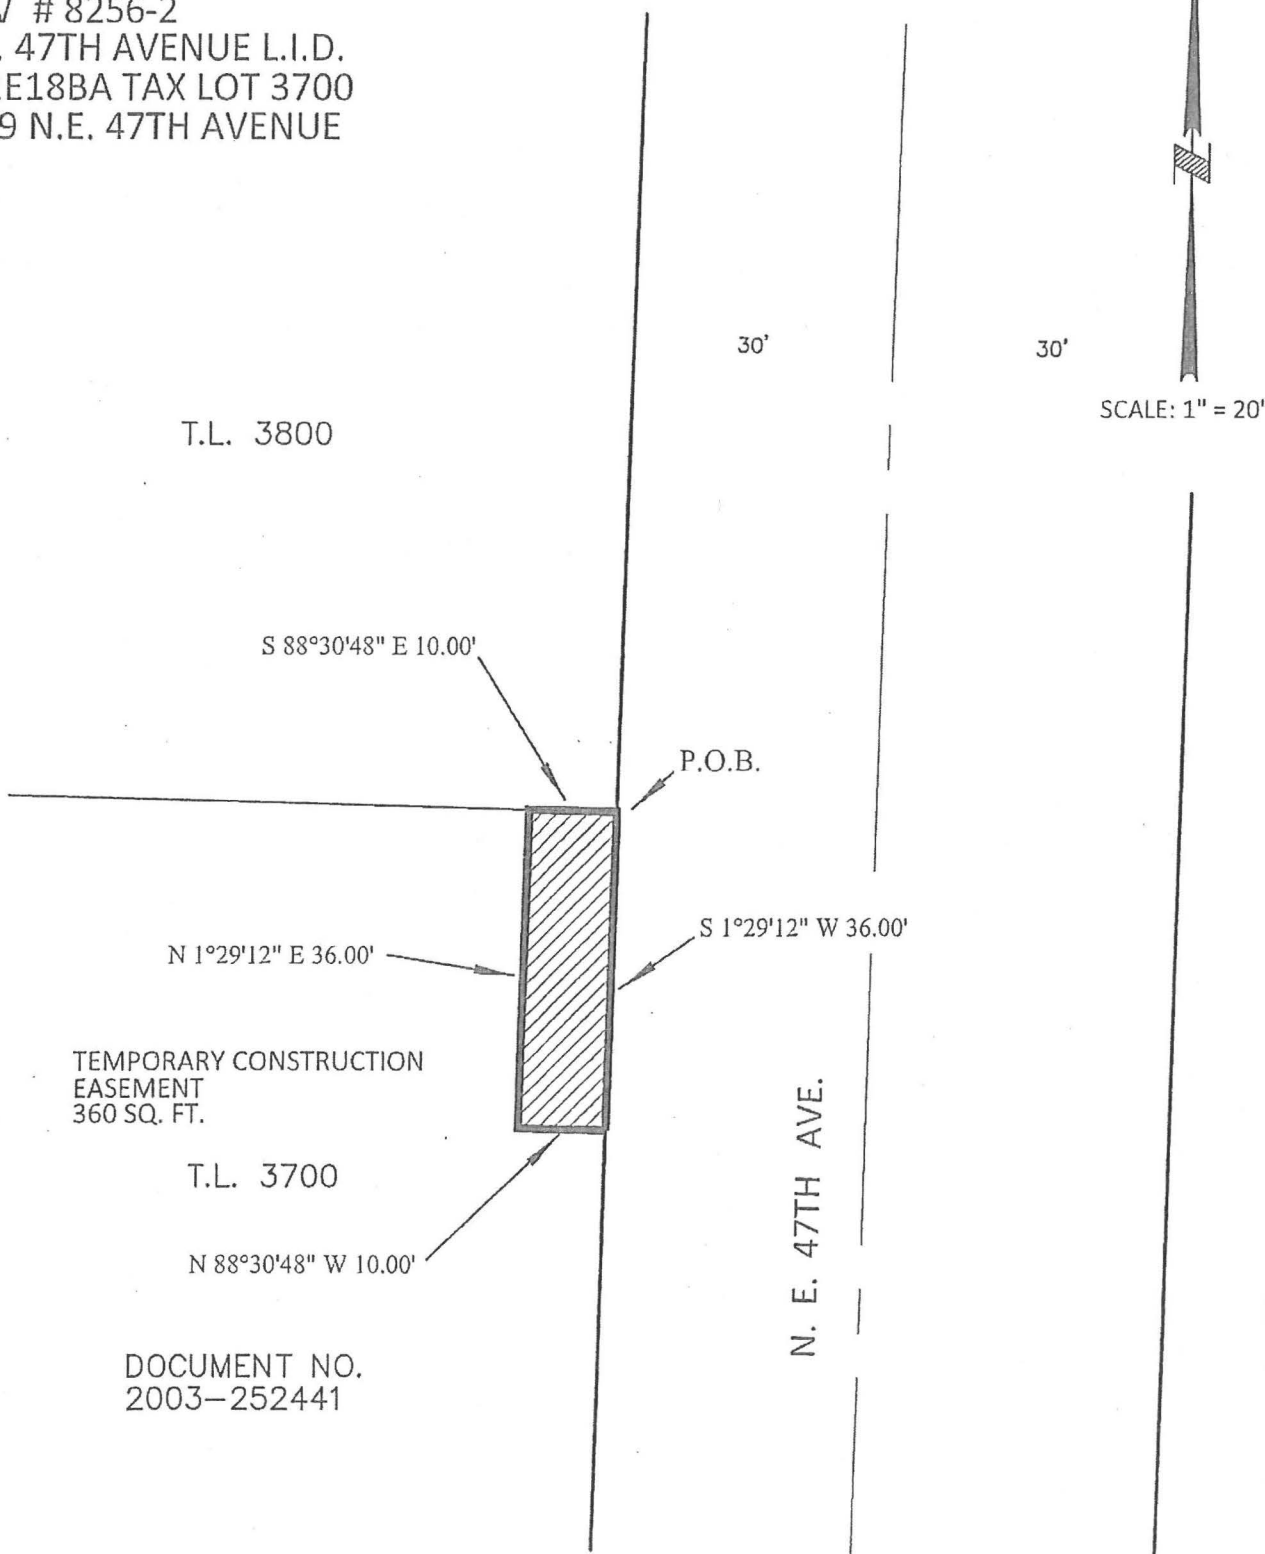 # 8256-2
47TH AVENUE L.I.D.
E18BA TAX LOT 3700
9 N.E. 47TH AVENUE
30'
30'
SCALE: 1" = 20'
T.L. 3800
S 88°30'48" E 10.00'
P.O.B.
S 1°29'12" W 36.00'
N 1°29'12" E 36.00'
TEMPORARY CONSTRUCTION
EASEMENT
360 SQ. FT.
T.L. 3700
N. E. 47TH AVE.
N 88°30'48" W 10.00'
DOCUMENT NO.
2003-252441